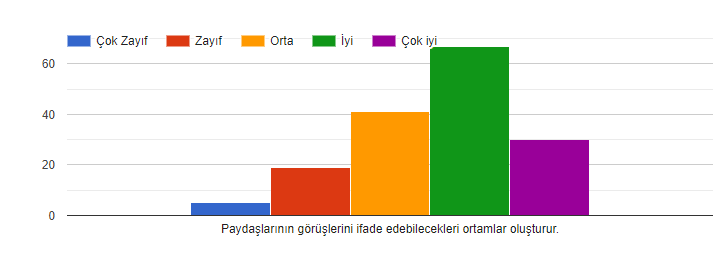 Çok Zayıf Zayıf Orta İyi Çok iyi
60
40
20
0
Paydaşlarının görüşlerini ifade edebilecekleri ortamlar oluşturur.